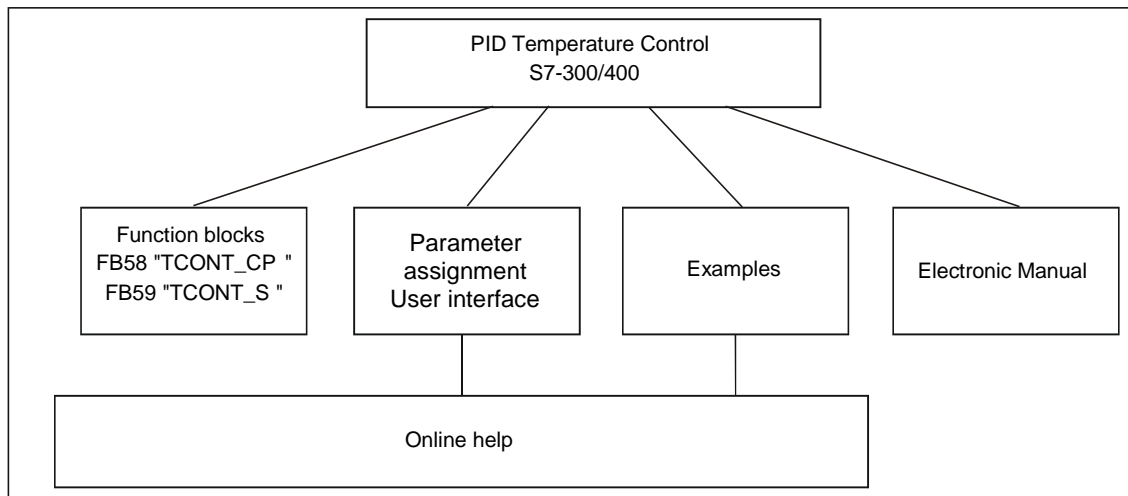 PID Temperature Control
S7-300/400
Function blocks
FB58 "TCONT_CP "
FB59 "TCONT_S "
Parameter
assignment
User interface
Examples
Electronic Manual
Online help